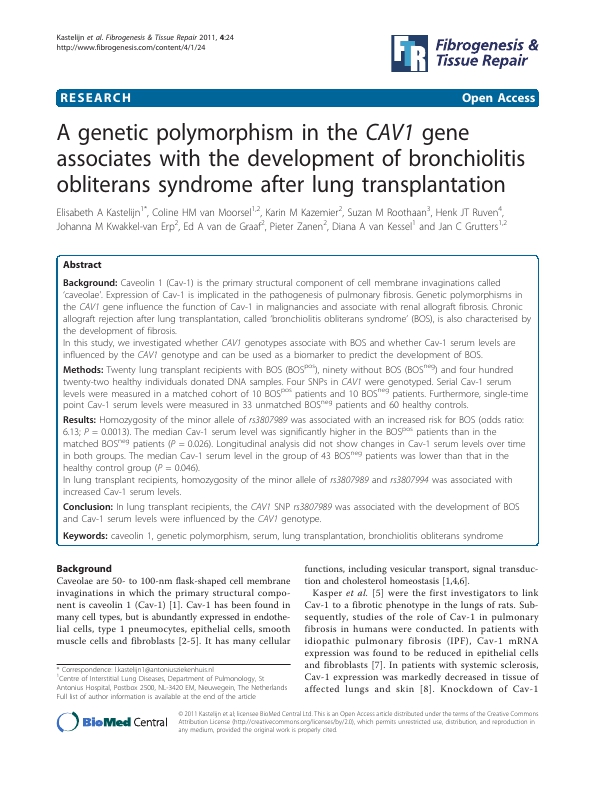 Kastelijn et al. Fibrogenesis & Tissue Repair 2011, 4:24
http://www.fibrogenesis.com/content/4/1/24
FTR
Fibrogenesis &
Tissue Repair
RESEARCH
Open Access
A genetic polymorphism in the CAV1 gene
associates with the development of bronchiolitis
obliterans syndrome after lung transplantation
Elisabeth A Kastelijn1*, Coline HM van Moorsel1,2, Karin M Kazemier2, Suzan M Roothaan3, Henk JT Ruven4,
Johanna M Kwakkel-van Erp2, Ed A van de Graaf2, Pieter Zanen2, Diana A van Kessel1 and Jan C Grutters1,2
Abstract
Background: Caveolin 1 (Cav-1) is the primary structural component of cell membrane invaginations called
'caveolae'. Expression of Cav-1 is implicated in the pathogenesis of pulmonary fibrosis. Genetic polymorphisms in
the CAV1 gene influence the function of Cav-1 in malignancies and associate with renal allograft fibrosis. Chronic
allograft rejection after lung transplantation, called 'bronchiolitis obliterans syndrome' (BOS), is also characterised by
the development of fibrosis.
In this study, we investigated whether CAV1 genotypes associate with BOS and whether Cav-1 serum levels are
influenced by the CAV1 genotype and can be used as a biomarker to predict the development of BOS.
Methods: Twenty lung transplant recipients with BOS (BOSpos), ninety without BOS (BOSneg) and four hundred
twenty-two healthy individuals donated DNA samples. Four SNPs in CAV1 were genotyped. Serial Cav-1 serum
levels were measured in a matched cohort of 10 BOSpos patients and 10 BOSneg patients. Furthermore, single-time
point Cav-1 serum levels were measured in 33 unmatched BOSneg patients and 60 healthy controls.
Results: Homozygosity of the minor allele of rs3807989 was associated with an increased risk for BOS (odds ratio:
6.13; P = 0.0013). The median Cav-1 serum level was significantly higher in the BOSpos patients than in the
matched BOSneg patients (P = 0.026). Longitudinal analysis did not show changes in Cav-1 serum levels over time
in both groups. The median Cav-1 serum level in the group of 43 BOSneg patients was lower than that in the
healthy control group (P = 0.046).
In lung transplant recipients, homozygosity of the minor allele of rs3807989 and rs3807994 was associated with
increased Cav-1 serum levels.
Conclusion: In lung transplant recipients, the CAV1 SNP rs3807989 was associated with the development of BOS
and Cav-1 serum levels were influenced by the CAV1 genotype.
Keywords: caveolin 1, genetic polymorphism, serum, lung transplantation, bronchiolitis obliterans syndrome
Background
Caveolae are 50- to 100-nm flask-shaped cell membrane
invaginations in which the primary structural compo-
nent is caveolin 1 (Cav-1) [1]. Cav-1 has been found in
many cell types, but is abundantly expressed in endothe-
lial cells, type 1 pneumocytes, epithelial cells, smooth
muscle cells and fibroblasts [2-5]. It has many cellular
functions, including vesicular transport, signal transduc-
tion and cholesterol homeostasis [1,4,6].
Kasper et al. [5] were the first investigators to link
Cav-1 to a fibrotic phenotype in the lungs of rats. Sub-
sequently, studies of the role of Cav-1 in pulmonary
fibrosis in humans were conducted. In patients with
idiopathic pulmonary fibrosis (IPF), Cav-1 mRNA
expression was found to be reduced in epithelial cells
and fibroblasts [7]. In patients with systemic sclerosis,
Cav-1 expression was markedly decreased in tissue of
affected lungs and skin [8]. Knockdown of Cav-1
* Correspondence: l.kastelijn1@antoniusziekenhuis.nl
1Centre of Interstitial Lung Diseases, Department of Pulmonology, St
Antonius Hospital, Postbox 2500, NL-3420 EM, Nieuwegein, The Netherlands
Full list of author information is available at the end of the article
BioMed Central
© 2011 Kastelijn et al; licensee BioMed Central Ltd. This is an Open Access article distributed under the terms of the Creative Commons
Attribution License (http://creativecommons.org/licenses/by/2.0), which permits unrestricted use, distribution, and reproduction in
any medium, provided the original work is properly cited.